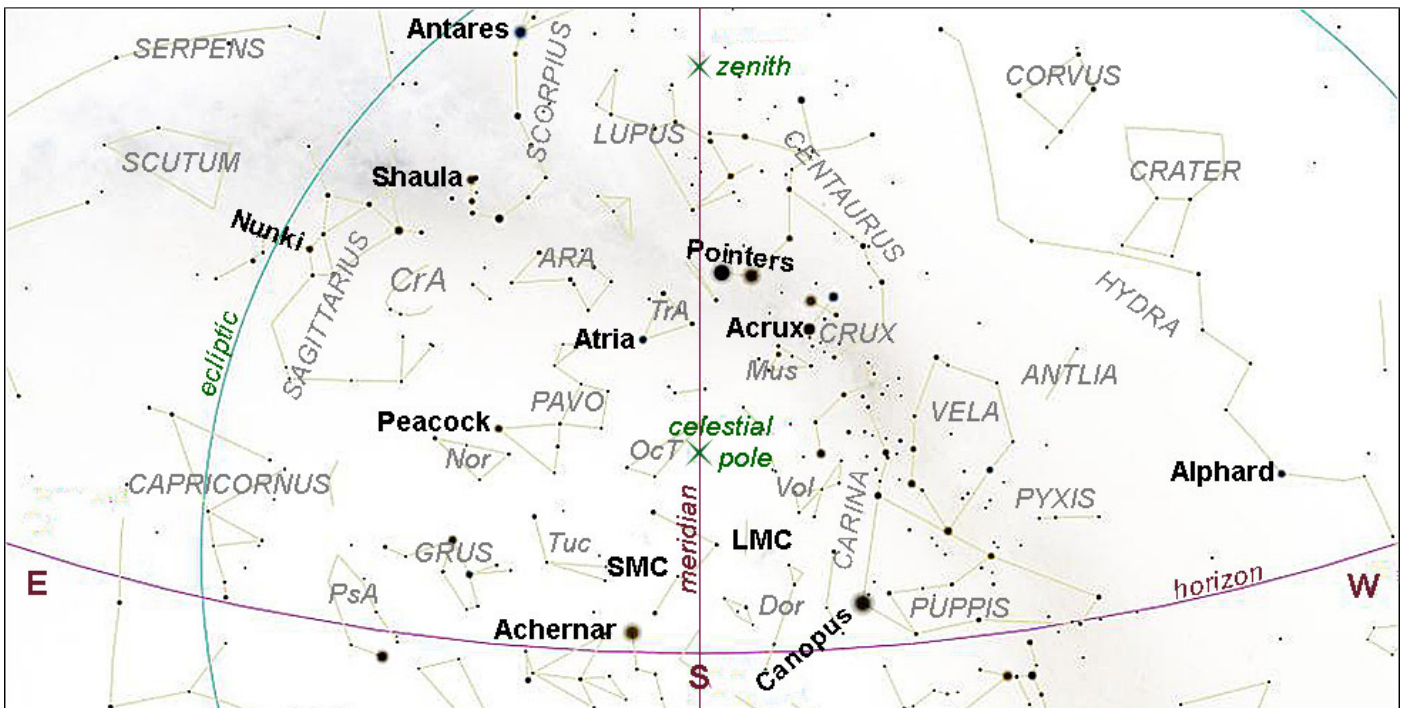 Antares
SERPENS
SCORPIUS
zenith
CORVUS
SCUTUM
LUPUS
CENTAURUS
CRATER
Shaula
Nunki
SAGITTARIUS
CrA
ARA
Pointers
HYDRA
ecliptic
TrA
Atria
Acrux
CRUX
Mus
ANTLIA
PAVO
VELA
Peacock
Nor
OcT
celestial
pole
Alphard
CAPRICORNUS
Vol
CARINA
PYXIS
meridian
GRUS
Tuc
SMC
LMC
E
PsA
Dor
PUPPIS
horizon
W
Achernar
Canopus
S